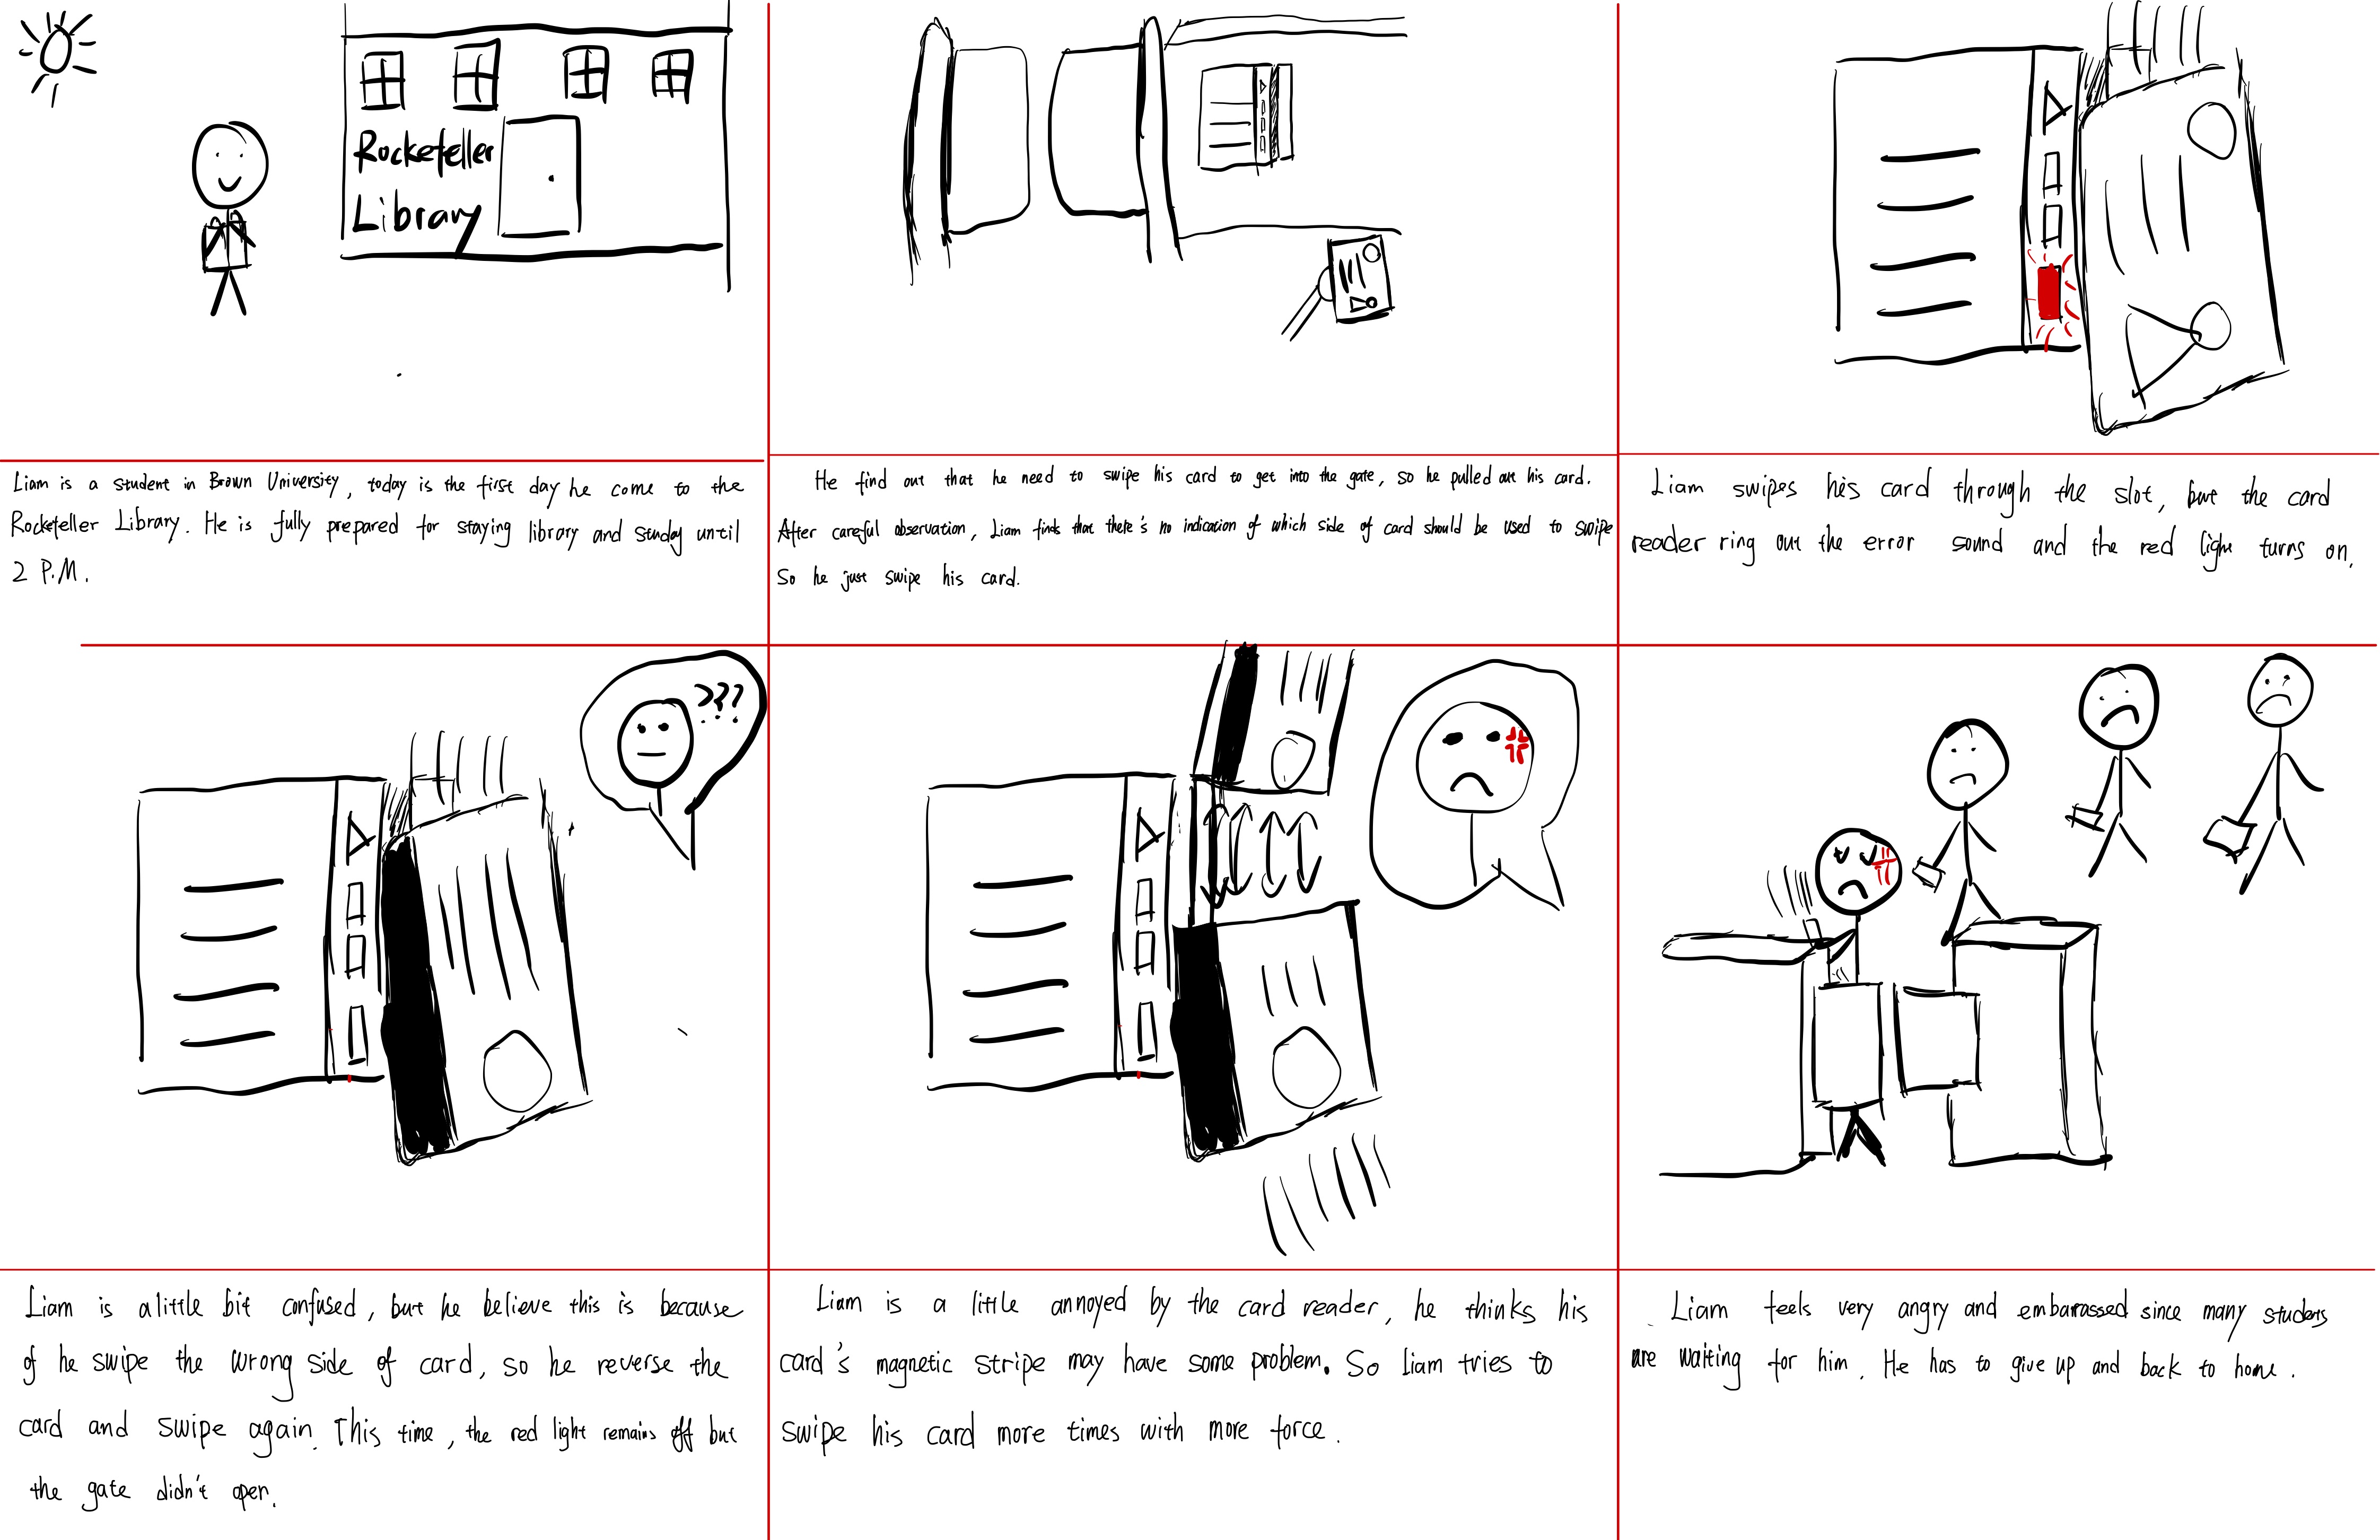 Rockefeller
Library
Liam is a student in Brown University, today is the first day he come to the
Rockefeller Library. He is fully prepared for staying library and studay until
2 P.M.
He find out that he need to swipe his card to get into the gate, so he pulled out his card.
After careful observation, Liam finds that there's no indication of which side of card should be used to swipe
So he just swipe his card.
Liam swipes his card through the slot, but the card
reader ring out the error sound and the red light turns on.
???
Liam is a little bit confused, but he believe this is because
of he swipe the wrong side of card, so he reverse the
card and swipe again. This time, the red light remains off but
the gate didn't open.
Liam is a little annoyed by the card reader, he thinks his
card's magnetic stripe may have some problem. So Liam tries to
swipe his card more times with more force.
Liam feels very angry and embarrassed since many students
are waiting for him. He has to give up and back to home.